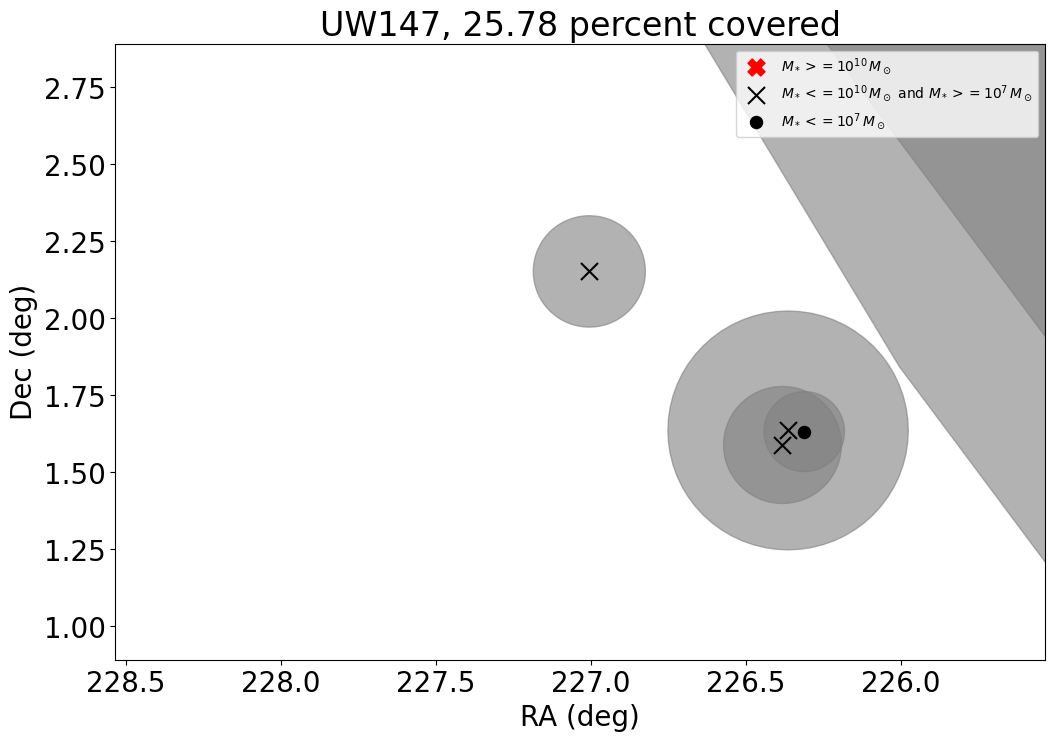 UW147, 25.78 percent covered
M* >= 10^10 M⊙
M* <= 10^10 M⊙ and M* >= 10^7 M⊙
M* <= 10^7 M⊙
2.75
2.50
2.25
2.00
1.75
1.50
1.25
1.00
Dec (deg)
228.5 228.0 227.5 227.0 226.5 226.0
RA (deg)